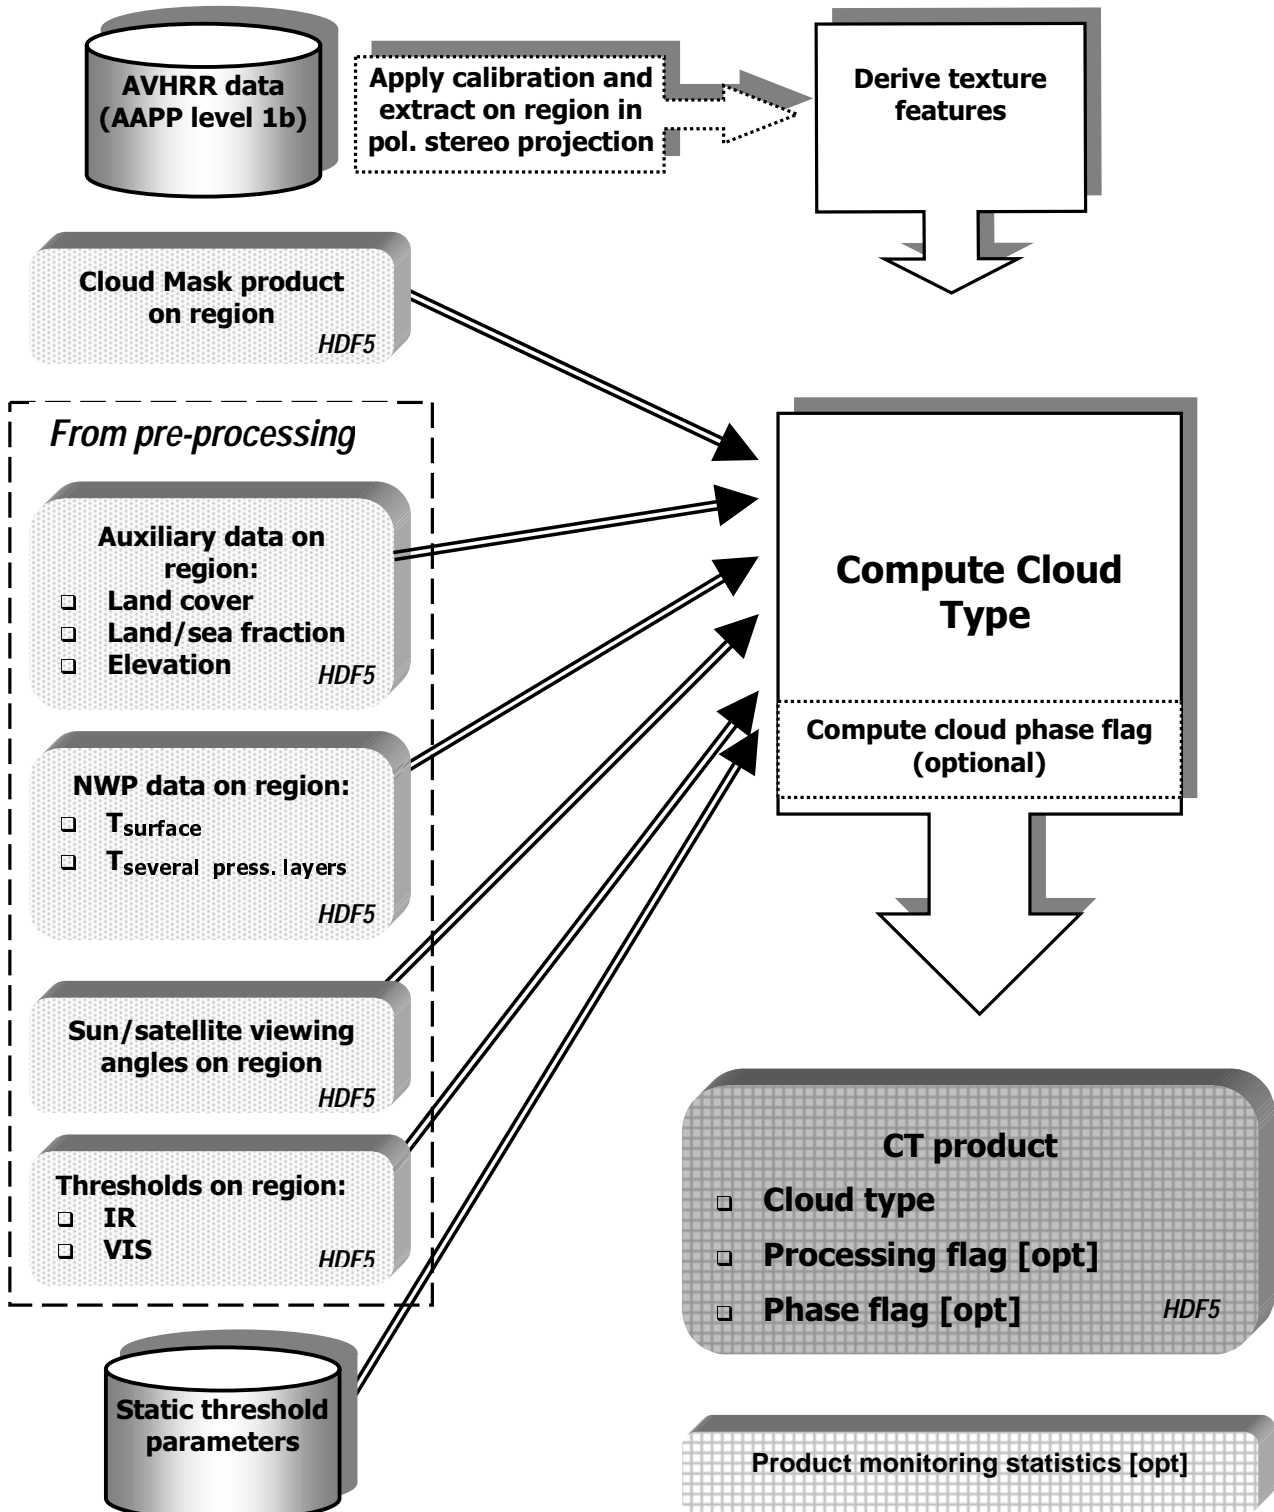 AVHRR data
(AAPP level 1b)
Apply calibration and
extract on region in
pol. stereo projection
Derive texture
features
Cloud Mask product
on region
HDF5
From pre-processing
Auxiliary data on
region:
❑ Land cover
❑ Land/sea fraction
❑ Elevation
HDF5
NWP data on region:
❑ Tsurface
❑ Tseveral press. layers
HDF5
Sun/satellite viewing
angles on region
HDF5
Thresholds on region:
❑ IR
❑ VIS
HDF5
Static threshold
parameters
Compute Cloud
Type
Compute cloud phase flag
(optional)
CT product
❑ Cloud type
❑ Processing flag [opt]
❑ Phase flag [opt]
HDF5
Product monitoring statistics [opt]